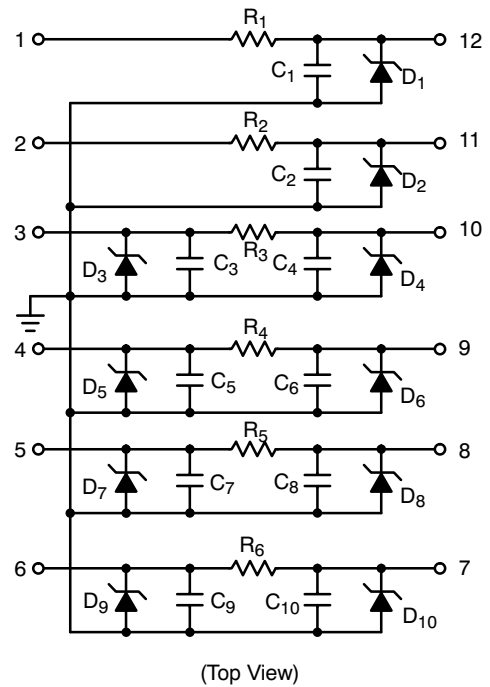 R1
1 12
C1 D1
R2
2 11
C2 D2
3 10
R3
D3 C3 C4 D4
R4
4 9
D5 C5 C6 D6
R5
5 8
D7 C7 C8 D8
R6
6 7
D9 C9 C10 D10
(Top View)